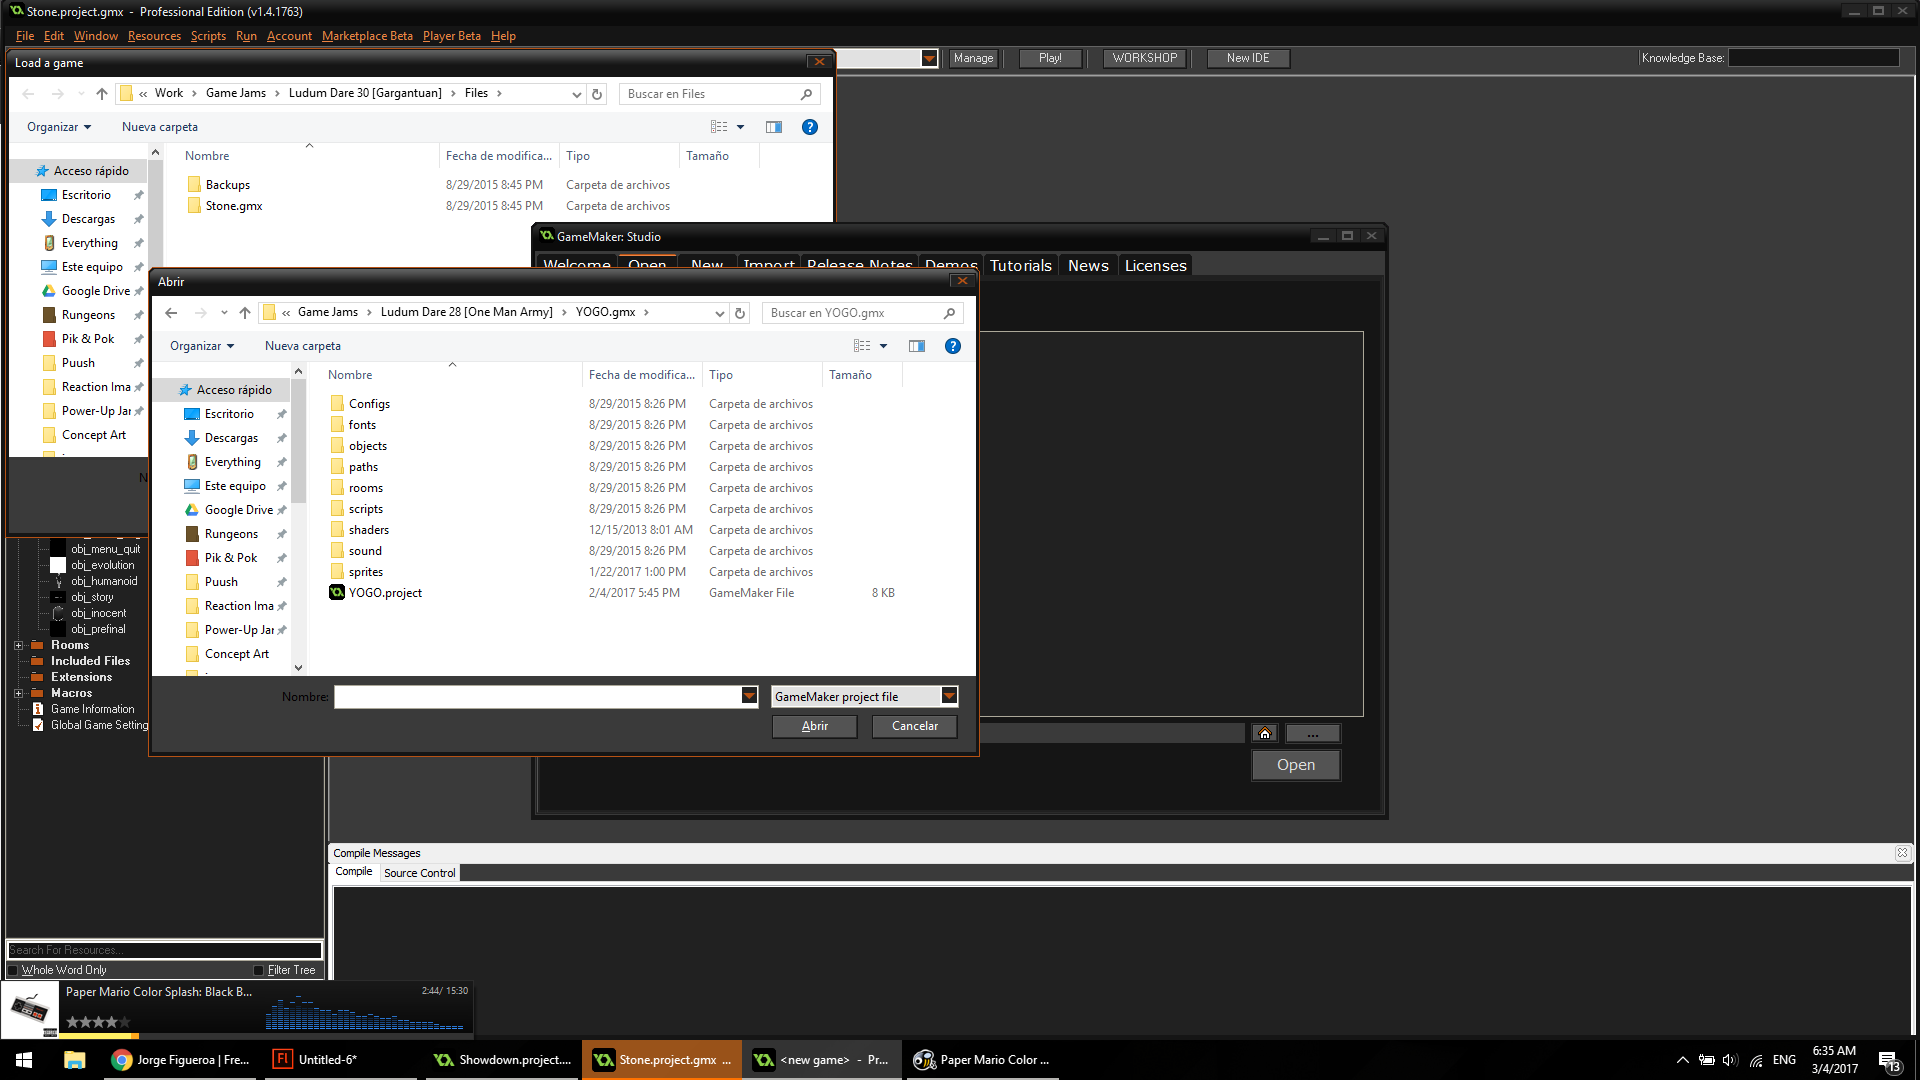 Stone.project.gmx - Professional Edition (v1.4.1763)
File Edit Window Resources Scripts Run Account Marketplace Beta Player Beta Help
Manage Play! WORKSHOP New IDE Knowledge Base:
Load a game
« Work > Game Jams > Ludum Dare 30 [Gargantuan] > Files >
Buscar en Files
Organizar Nueva carpeta
Nombre Fecha de modifica... Tipo Tamaño
Acceso rápido
Escritorio
Descargas
Everything
Este equipo
Google Drive
Rungeons
Pik & Pok
Puush
Reaction Ima
Power-Up Jar
Concept Art
Backups 8/29/2015 8:45 PM Carpeta de archivos
Stone.gmx 8/29/2015 8:45 PM Carpeta de archivos
GameMaker: Studio
Welcome Open New Import Release Notes Demos Tutorials News Licenses
Abrir
« Game Jams > Ludum Dare 28 [One Man Army] > YOGO.gmx >
Buscar en YOGO.gmx
Organizar Nueva carpeta
Nombre Fecha de modifica... Tipo Tamaño
Acceso rápido
Escritorio
Descargas
Everything
Este equipo
Google Drive
Rungeons
Pik & Pok
Puush
Reaction Ima
Power-Up Jar
Concept Art
Configs 8/29/2015 8:26 PM Carpeta de archivos
fonts 8/29/2015 8:26 PM Carpeta de archivos
objects 8/29/2015 8:26 PM Carpeta de archivos
paths 8/29/2015 8:26 PM Carpeta de archivos
rooms 8/29/2015 8:26 PM Carpeta de archivos
scripts 8/29/2015 8:26 PM Carpeta de archivos
shaders 12/15/2013 8:01 AM Carpeta de archivos
sound 8/29/2015 8:26 PM Carpeta de archivos
sprites 1/22/2017 1:00 PM Carpeta de archivos
YOGO.project 2/4/2017 5:45 PM GameMaker File 8 KB
Nombre: GameMaker project file
Abrir Cancelar
...
Open
obj_menu_quit
obj_evolution
obj_humanoid
obj_story
obj_inocent
obj_prefinal
Rooms
Included Files
Extensions
Macros
Game Information
Global Game Setting
Compile Messages
Compile Source Control
Search For Resources...
Whole Word Only Filter Tree
Paper Mario Color Splash: Black B... 2:44/ 15:30
Jorge Figueroa | Fre...
Untitled-6*
Showdown.project....
Stone.project.gmx ...
<new game> - Pr...
Paper Mario Color ...
ENG
6:35 AM
3/4/2017
13